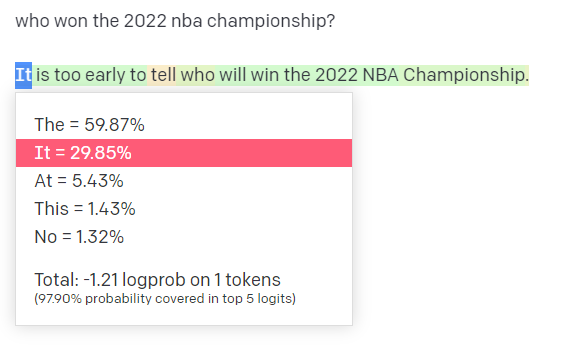 who won the 2022 nba championship?
It is too early to tell who will win the 2022 NBA Championship.
The = 59.87%
It = 29.85%
At = 5.43%
This = 1.43%
No = 1.32%
Total: -1.21 logprob on 1 tokens
(97.90% probability covered in top 5 logits)